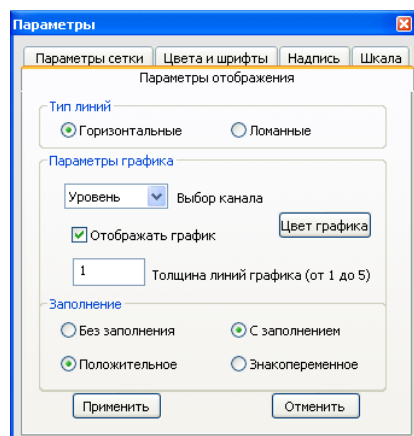 Параметры
Параметры сетки Цвета и шрифты Надпись Шкала
Параметры отображения
Тип линий
Горизонтальные Ломанные
Параметры графика
Уровень Выбор канала
Цвет графика
Отображать график
1 Толщина линий графика (от 1 до 5)
Заполнение
Без заполнения С заполнением
Положительное Знакопеременное
Применить Отменить